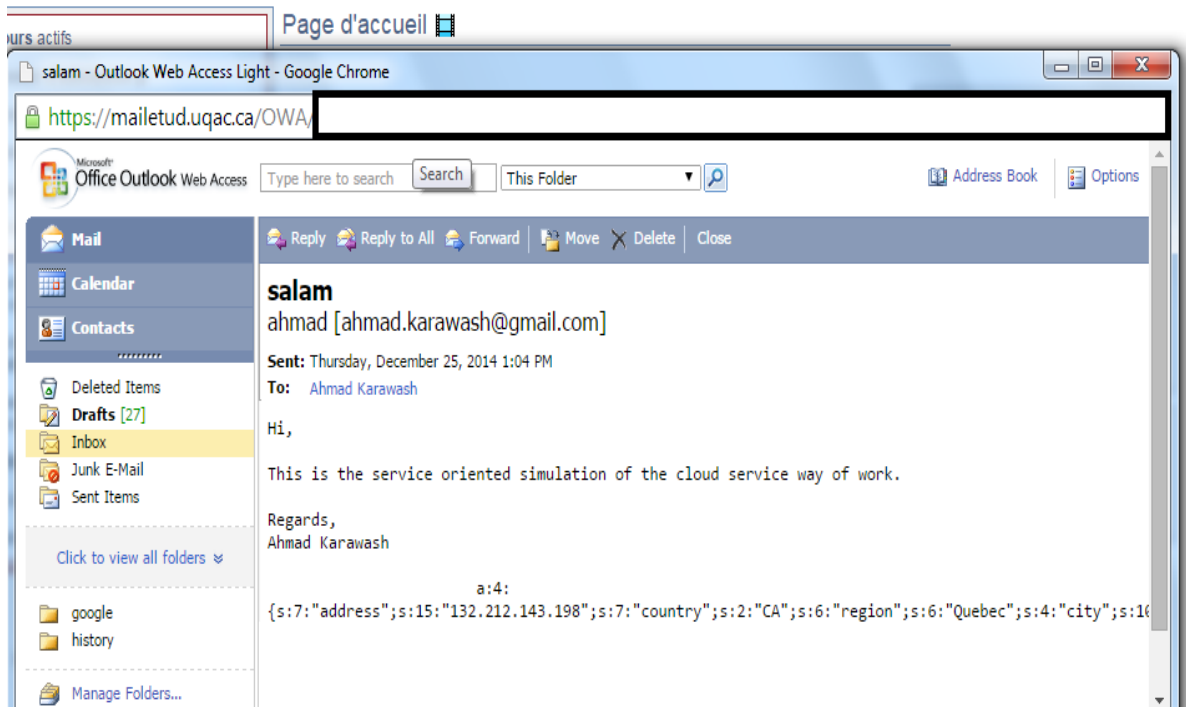 Page d'accueil
urs actifs
salam - Outlook Web Access Light - Google Chrome
X
https://mailetud.uqac.ca/OWA/
Microsoft
Office Outlook Web Access
Type here to search
Search
This Folder
Address Book
Options
Mail
Calendar
Contacts
Deleted Items
Drafts [27]
Inbox
Junk E-Mail
Sent Items
Click to view all folders
google
history
Manage Folders...
Reply Reply to All Forward Move Delete Close
salam
ahmad [ahmad.karawash@gmail.com]
Sent: Thursday, December 25, 2014 1:04 PM
To: Ahmad Karawash
Hi,
This is the service oriented simulation of the cloud service way of work.
Regards,
Ahmad Karawash
a:4:
{s:7:"address";s:15:"132.212.143.198";s:7:"country";s:2:"CA";s:6:"region";s:6:"Quebec";s:4:"city";s:10